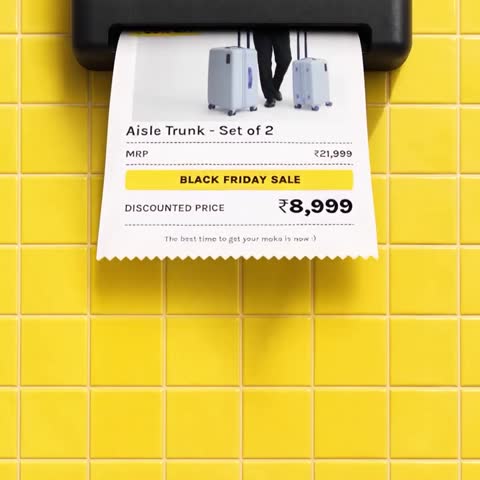 Aisle Trunk - Set of 2
MRP ₹21,999
BLACK FRIDAY SALE
DISCOUNTED PRICE ₹8,999
The best time to get your moka is now :)